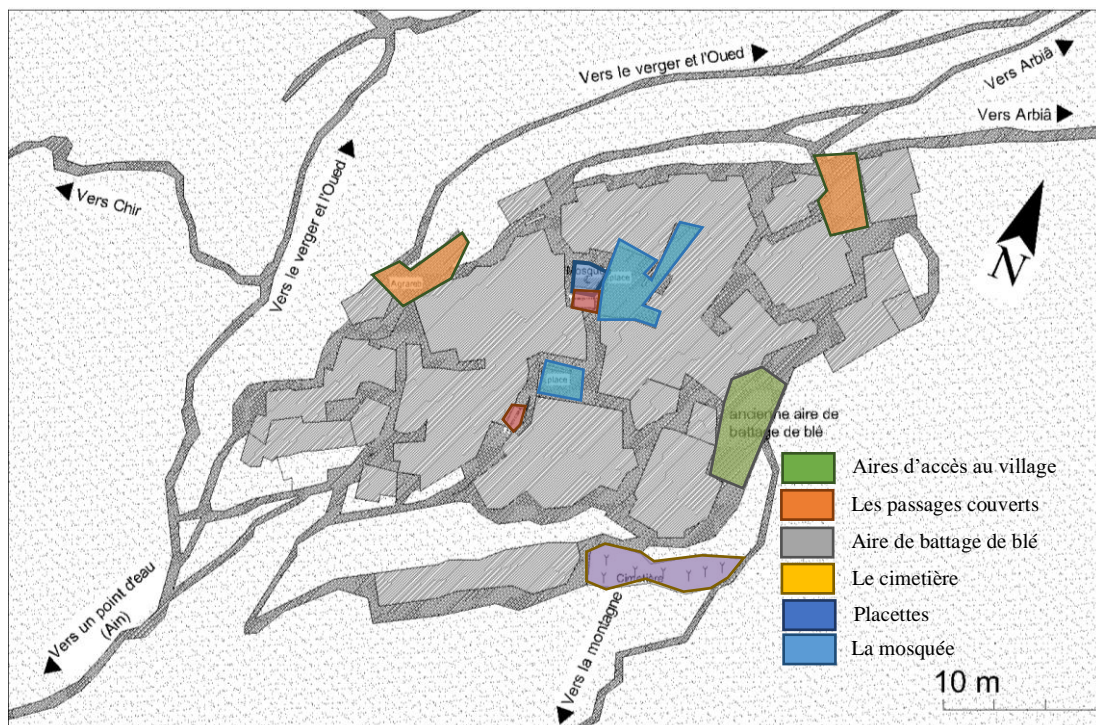 Vers le verger et l'Oued
Vers Arbiâ
Vers Arbiâ
Vers Chir
Vers le verger et l'Oued
place
Agrareb
place
ancienne aire de
battage de blé
Cimetière
Vers un point d'eau
(Ain)
Vers la montagne
N
Aires d'accès au village
Les passages couverts
Aire de battage de blé
Le cimetière
Placettes
La mosquée
10 m